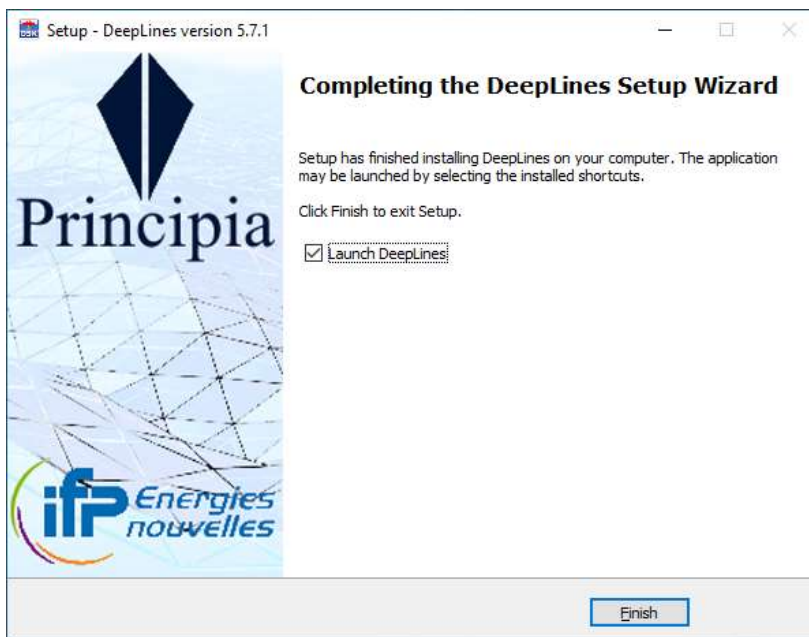 Setup - DeepLines version 5.7.1
Principia
ifp Energies
nouvelles
Completing the DeepLines Setup Wizard
Setup has finished installing DeepLines on your computer. The application
may be launched by selecting the installed shortcuts.
Click Finish to exit Setup.
Launch DeepLines
Finish